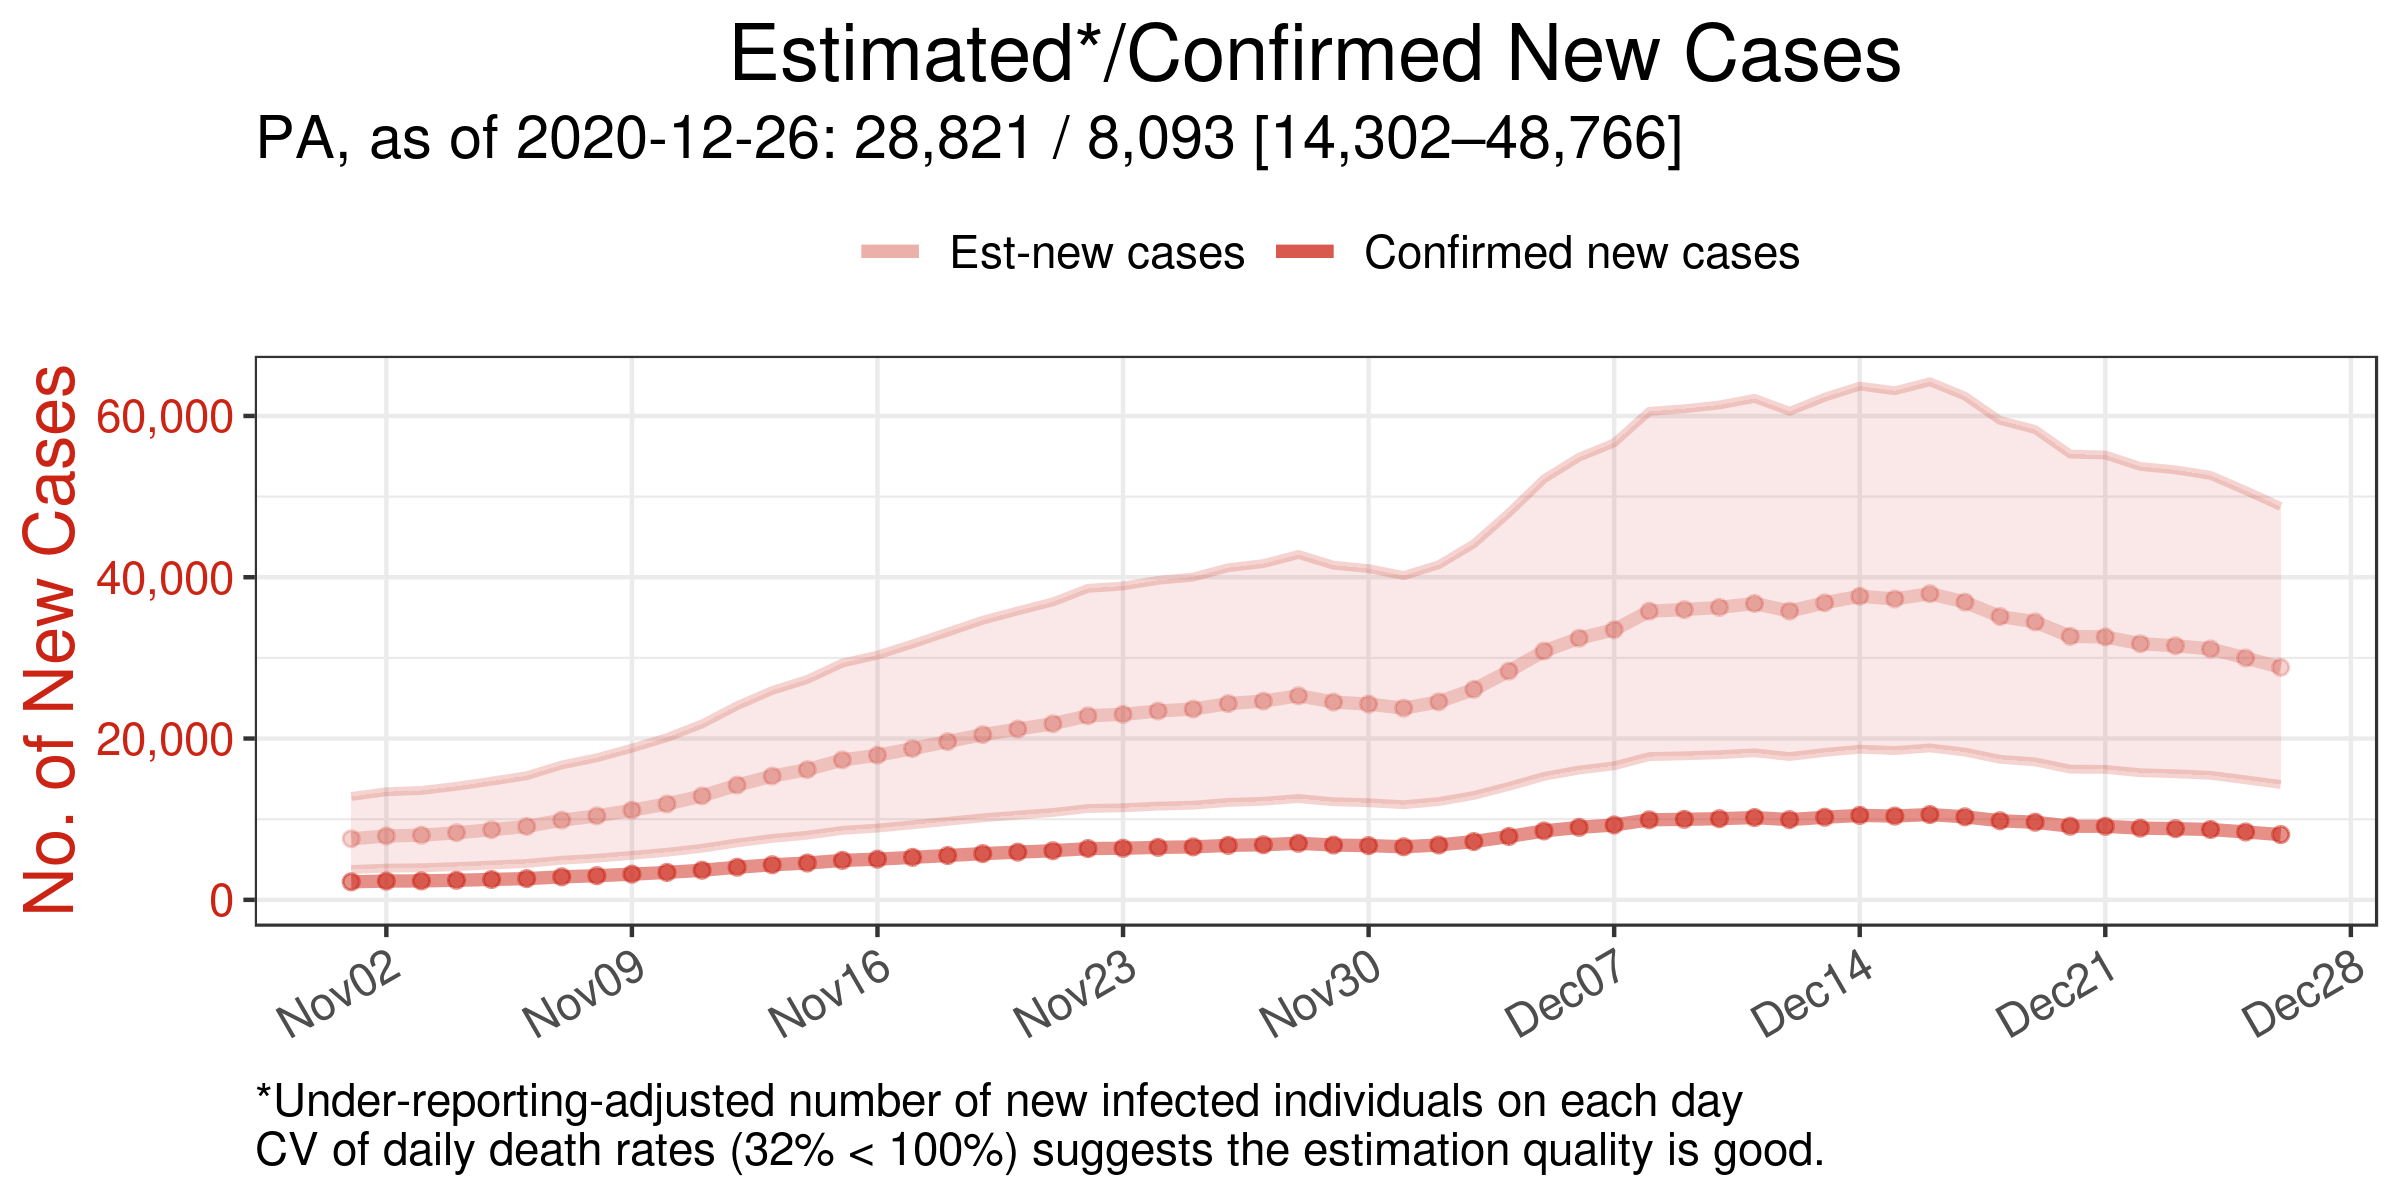 Estimated*/Confirmed New Cases
PA, as of 2020-12-26: 28,821 / 8,093 [14,302–48,766]
Est-new cases Confirmed new cases
No. of New Cases
60,000
40,000
20,000
0
Nov02 Nov09 Nov16 Nov23 Nov30 Dec07 Dec14 Dec21 Dec28
*Under-reporting-adjusted number of new infected individuals on each day
CV of daily death rates (32% < 100%) suggests the estimation quality is good.